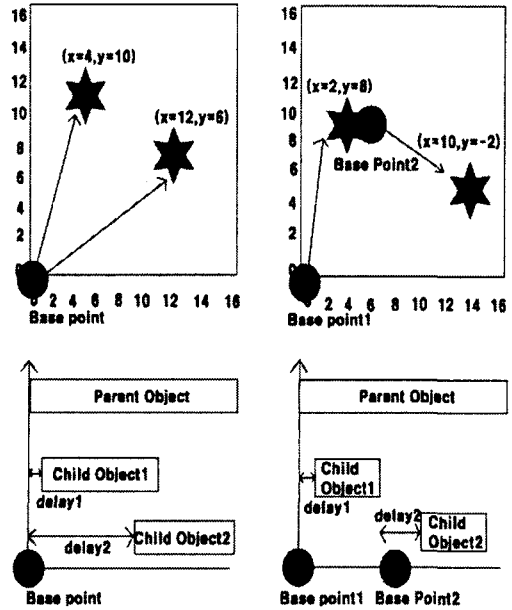 16
14
12
10
8
6
4
2
0
(x=4,y=10)
(x=12,y=6)
0 2 4 6 8 10 12 14 16
Base point
16
14
12
10
8
6
4
2
0
(x=2,y=8)
(x=10,y=-2)
Base Point2
0 2 4 6 8 10 12 14 16
Base point1
Parent Object
Child Object1
delay1
Child Object2
delay2
Base point
Parent Object
Child
Object1
delay1
delay2
Child
Object2
Base point1 Base Point2